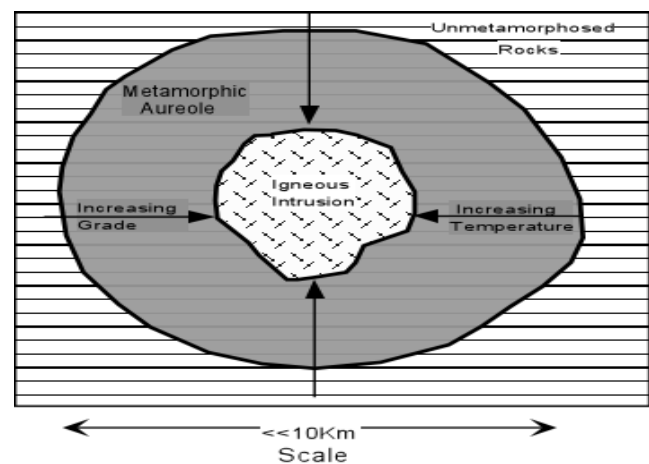 Unmetamorphosed
Rocks
Metamorphic
Aureole
Igneous
Intrusion
Increasing
Grade
Increasing
Temperature
<<10Km
Scale